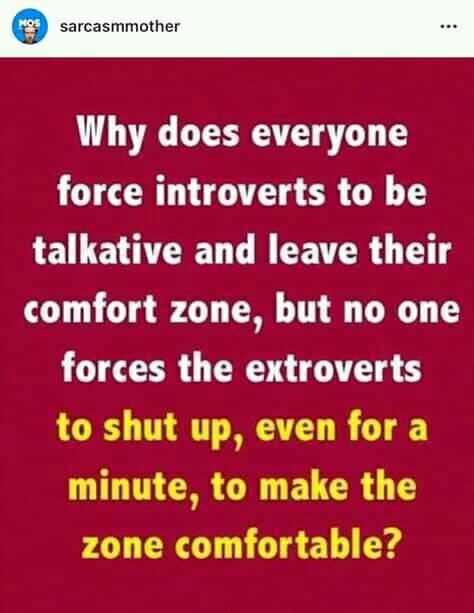 MOS
sarcasmmother
Why does everyone
force introverts to be
talkative and leave their
comfort zone, but no one
forces the extroverts
to shut up, even for a
minute, to make the
zone comfortable?